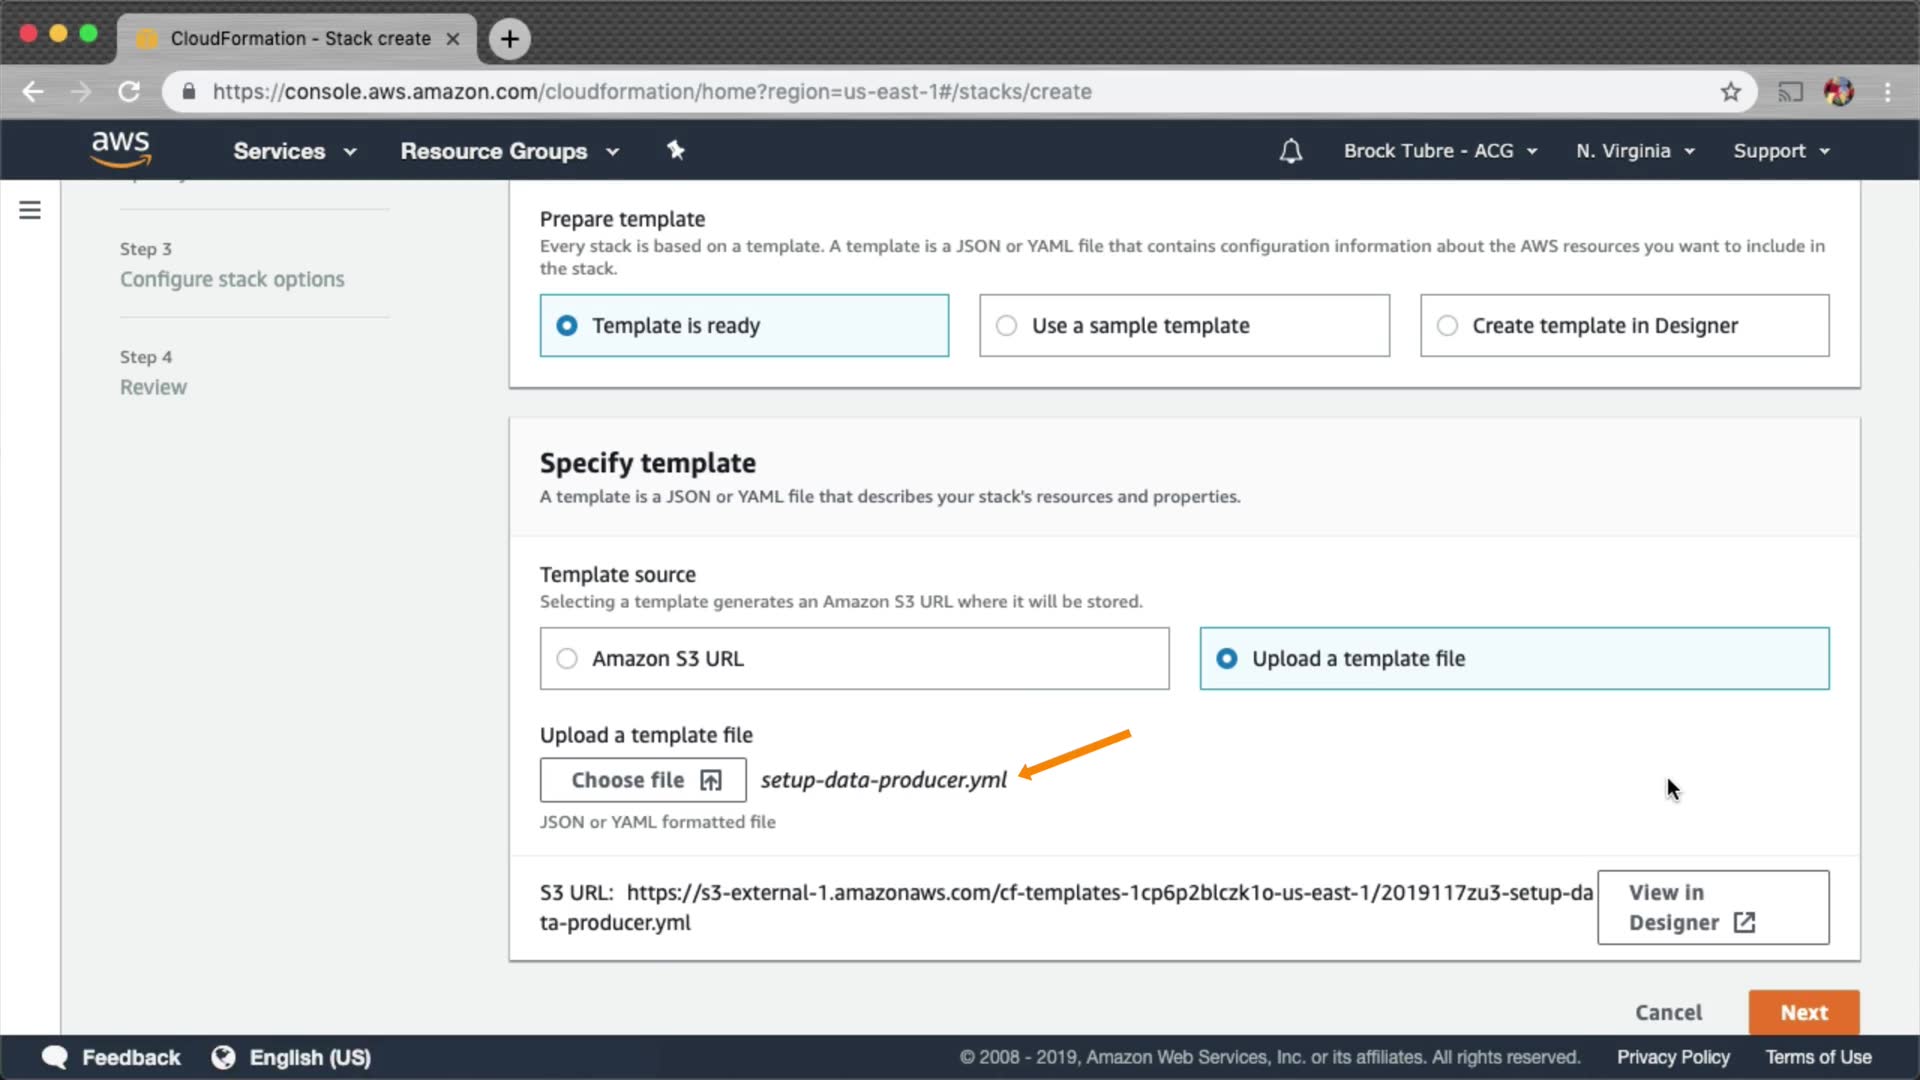 CloudFormation - Stack create
https://console.aws.amazon.com/cloudformation/home?region=us-east-1#/stacks/create
aws
Services
Resource Groups
Brock Tubre - ACG
N. Virginia
Support
Step 3
Configure stack options
Step 4
Review
Prepare template
Every stack is based on a template. A template is a JSON or YAML file that contains configuration information about the AWS resources you want to include in
the stack.
Template is ready
Use a sample template
Create template in Designer
Specify template
A template is a JSON or YAML file that describes your stack's resources and properties.
Template source
Selecting a template generates an Amazon S3 URL where it will be stored.
Amazon S3 URL
Upload a template file
Upload a template file
Choose file
setup-data-producer.yml
JSON or YAML formatted file
S3 URL: https://s3-external-1.amazonaws.com/cf-templates-1cp6p2blczk1o-us-east-1/2019117zu3-setup-da
ta-producer.yml
View in
Designer
Cancel
Next
Feedback
English (US)
© 2008 - 2019, Amazon Web Services, Inc. or its affiliates. All rights reserved.
Privacy Policy
Terms of Use